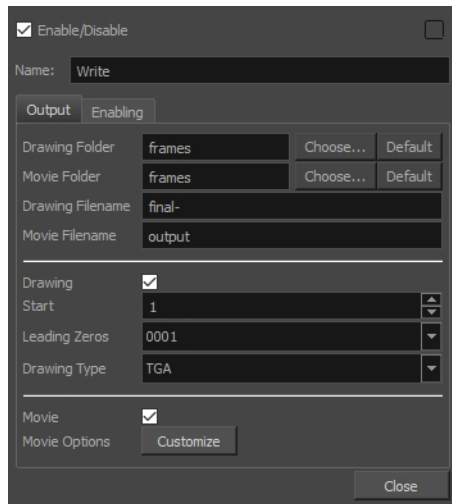 Enable/Disable
Name: Write
Output Enabling
Drawing Folder frames Choose... Default
Movie Folder frames Choose... Default
Drawing Filename final-
Movie Filename output
Drawing
Start 1
Leading Zeros 0001
Drawing Type TGA
Movie
Movie Options Customize
Close